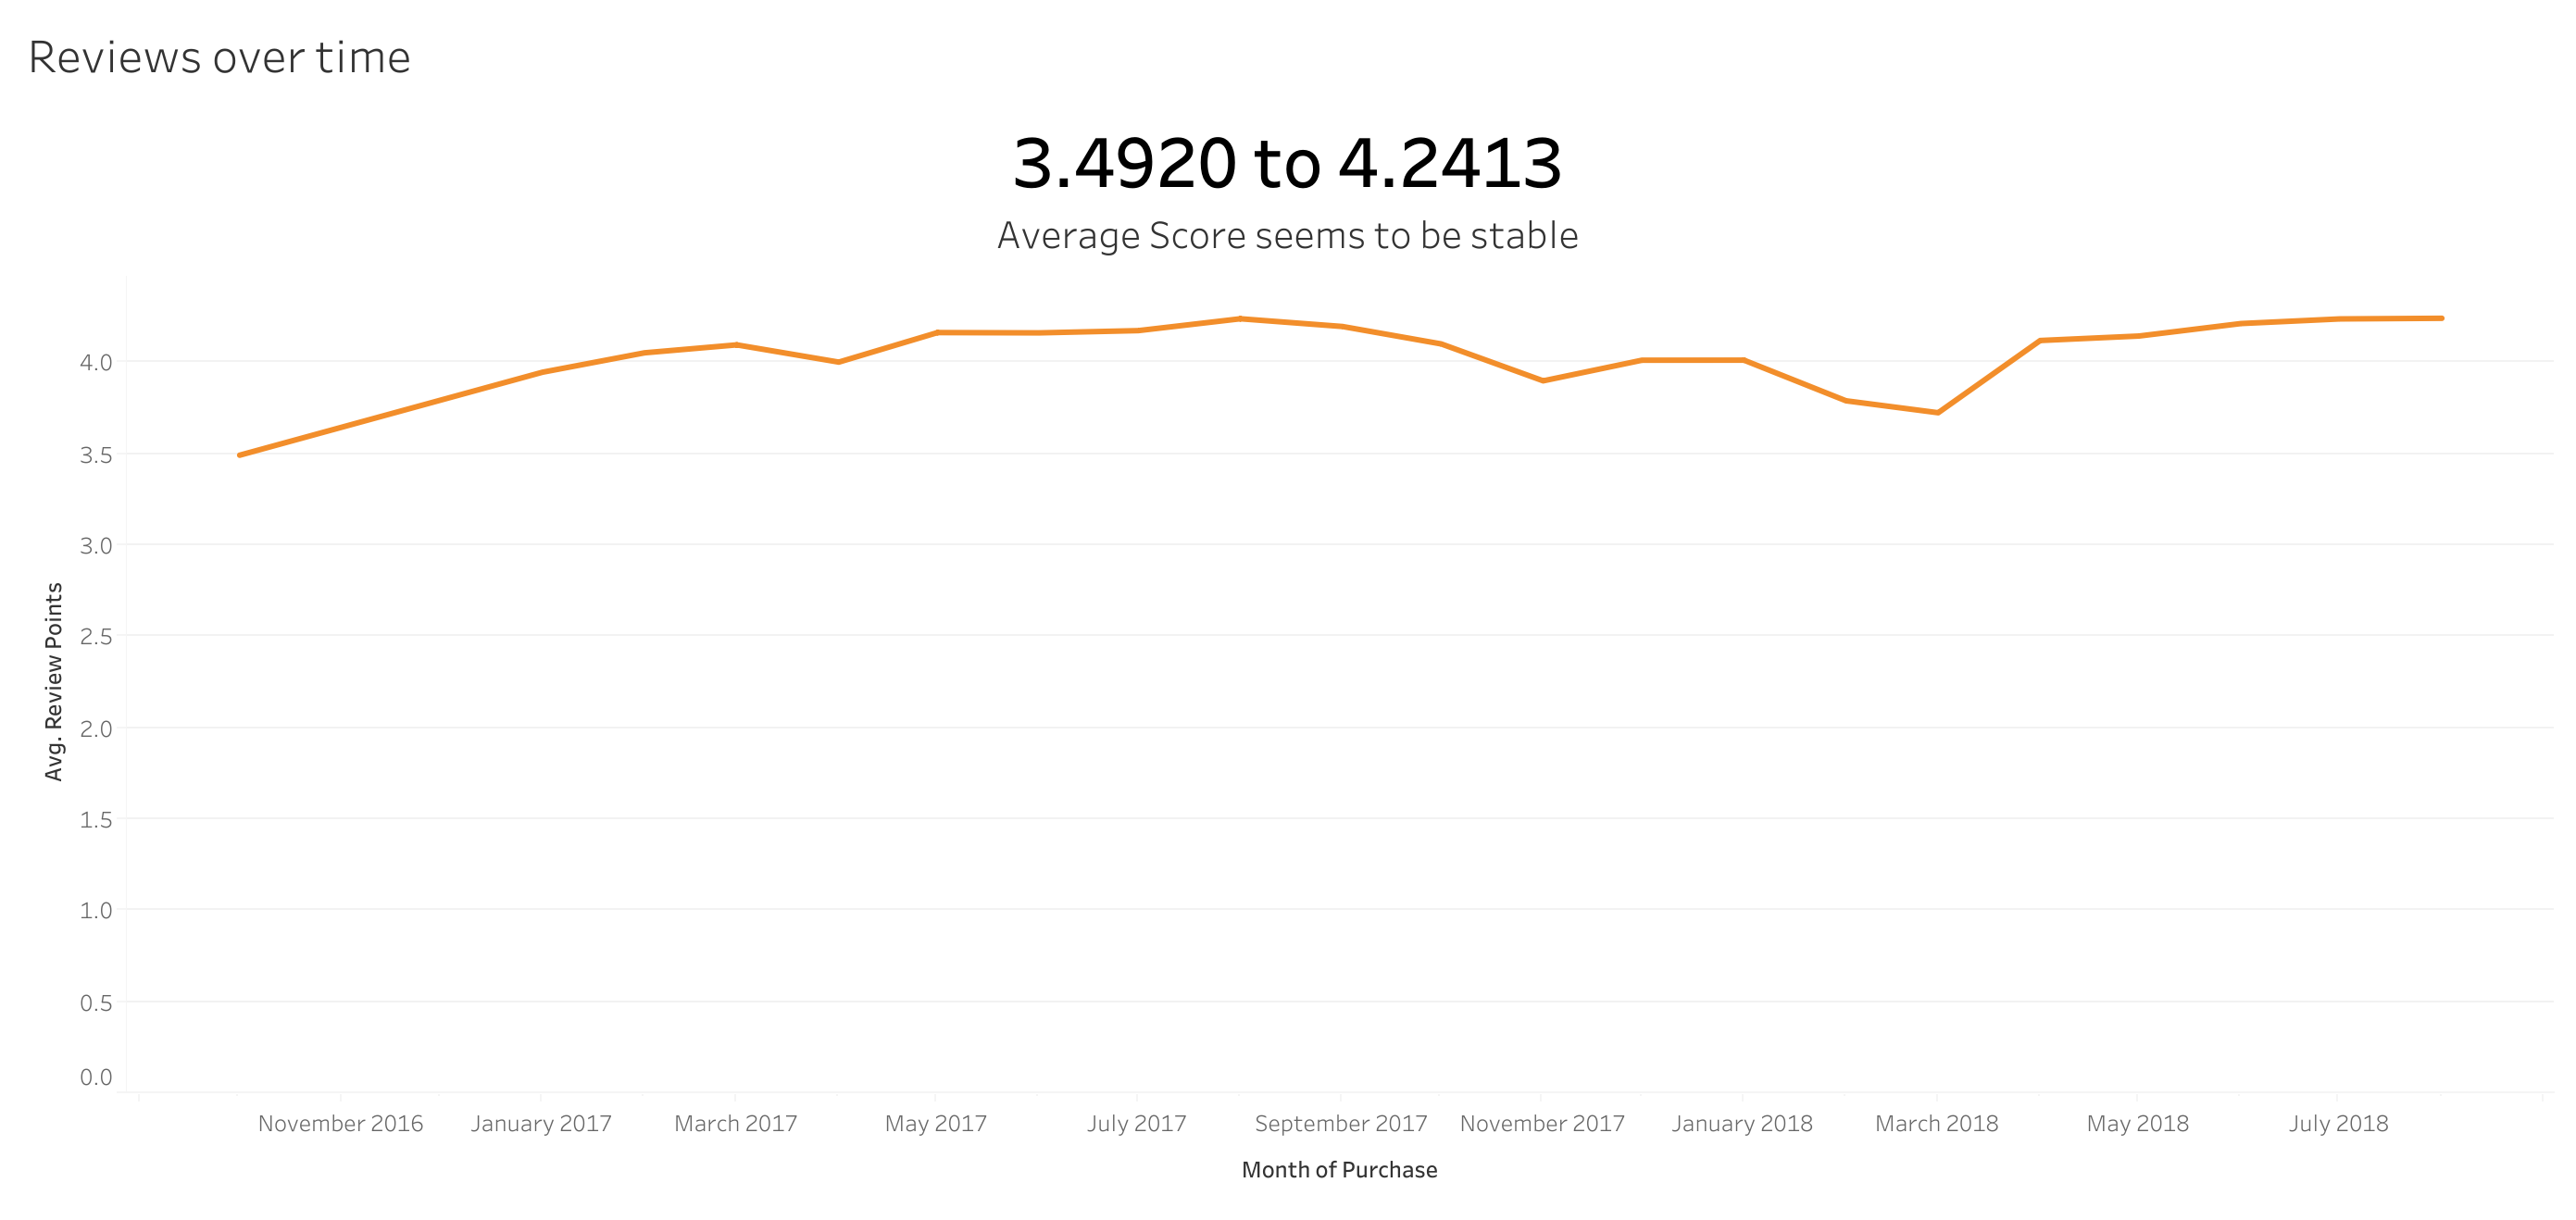 Reviews over time
3.4920 to 4.2413
Average Score seems to be stable
Avg. Review Points
4.0
3.5
3.0
2.5
2.0
1.5
1.0
0.5
0.0
November 2016 January 2017 March 2017 May 2017 July 2017 September 2017 November 2017 January 2018 March 2018 May 2018 July 2018
Month of Purchase